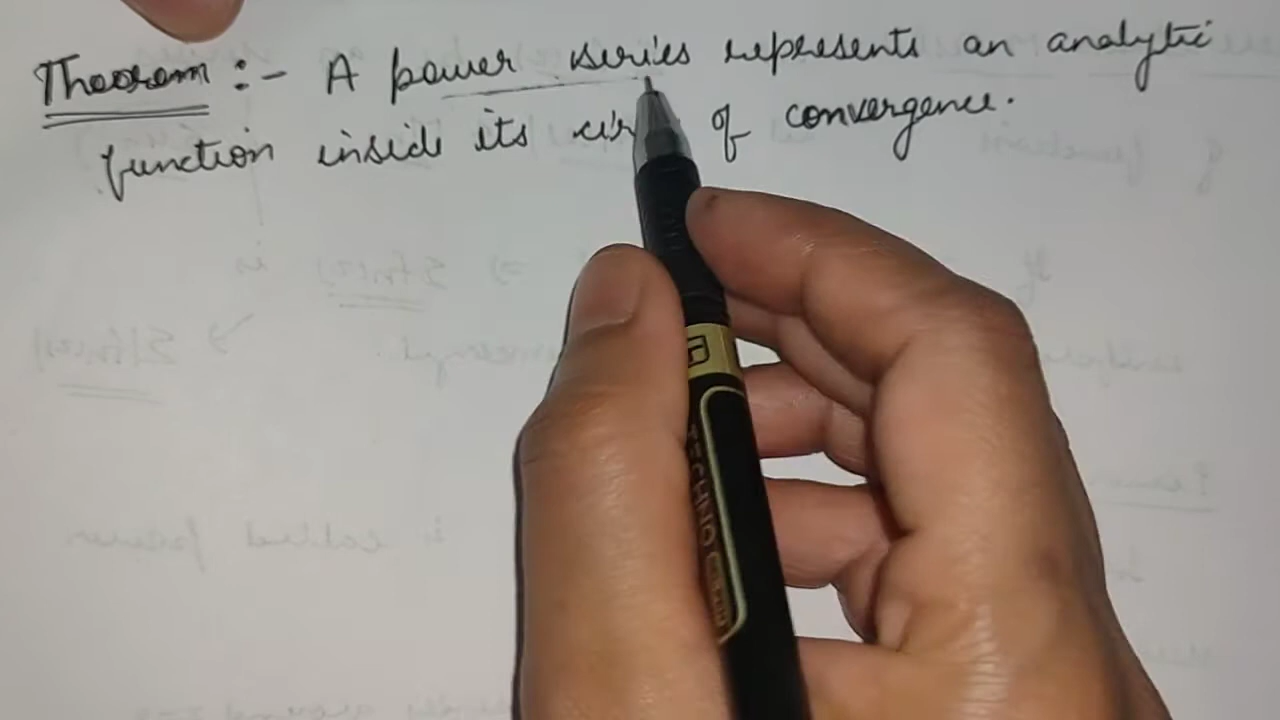 Theorem :- A power series represents an analytic
function inside its of convergence.
TECHNO